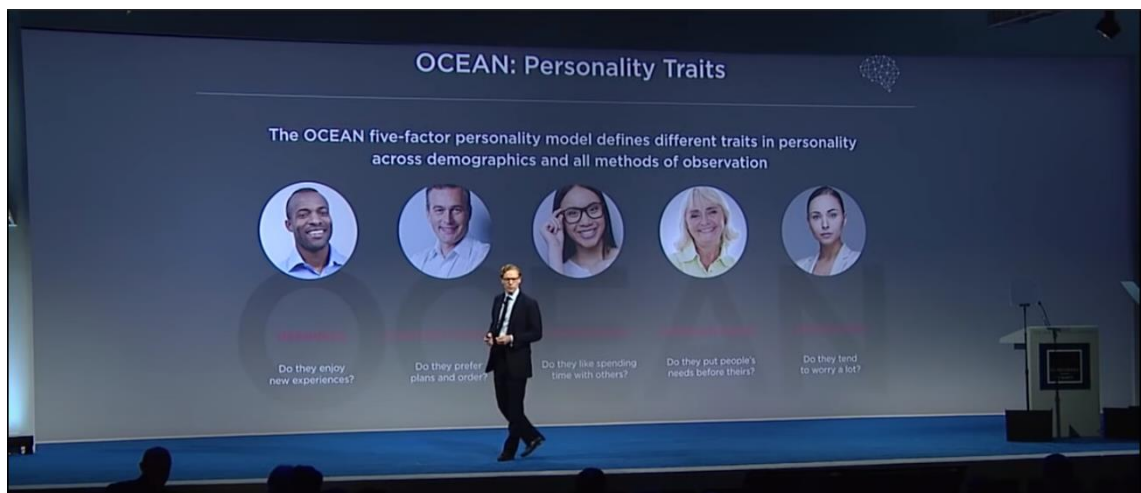 OCEAN: Personality Traits
The OCEAN five-factor personality model defines different traits in personality
across demographics and all methods of observation
OCEAN
Do they enjoy
new experiences?
Do they prefer
plans and order?
Do they like spending
time with others?
Do they put people's
needs before theirs?
Do they tend
to worry a lot?